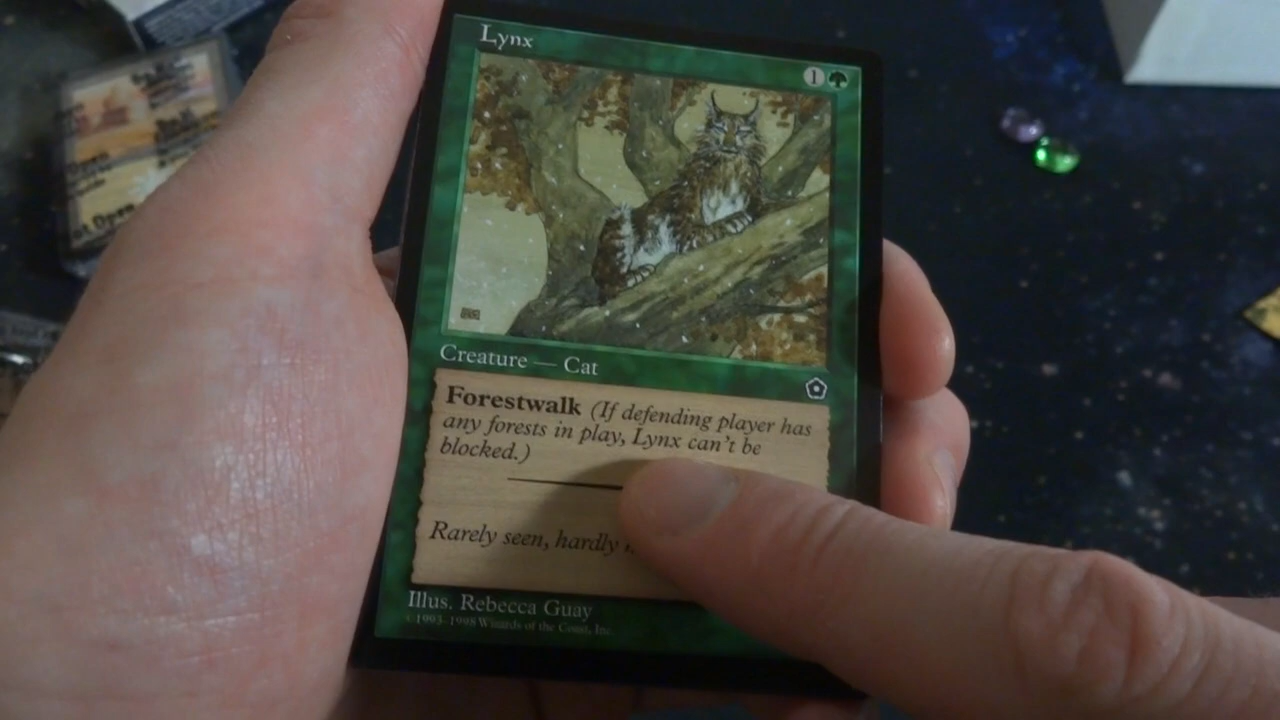 Lynx
1
Creature — Cat
Forestwalk (If defending player has
any forests in play, Lynx can't be
blocked.)
Rarely seen, hardly
Illus. Rebecca Guay
©1993-1998 Wizards of the Coast, Inc.